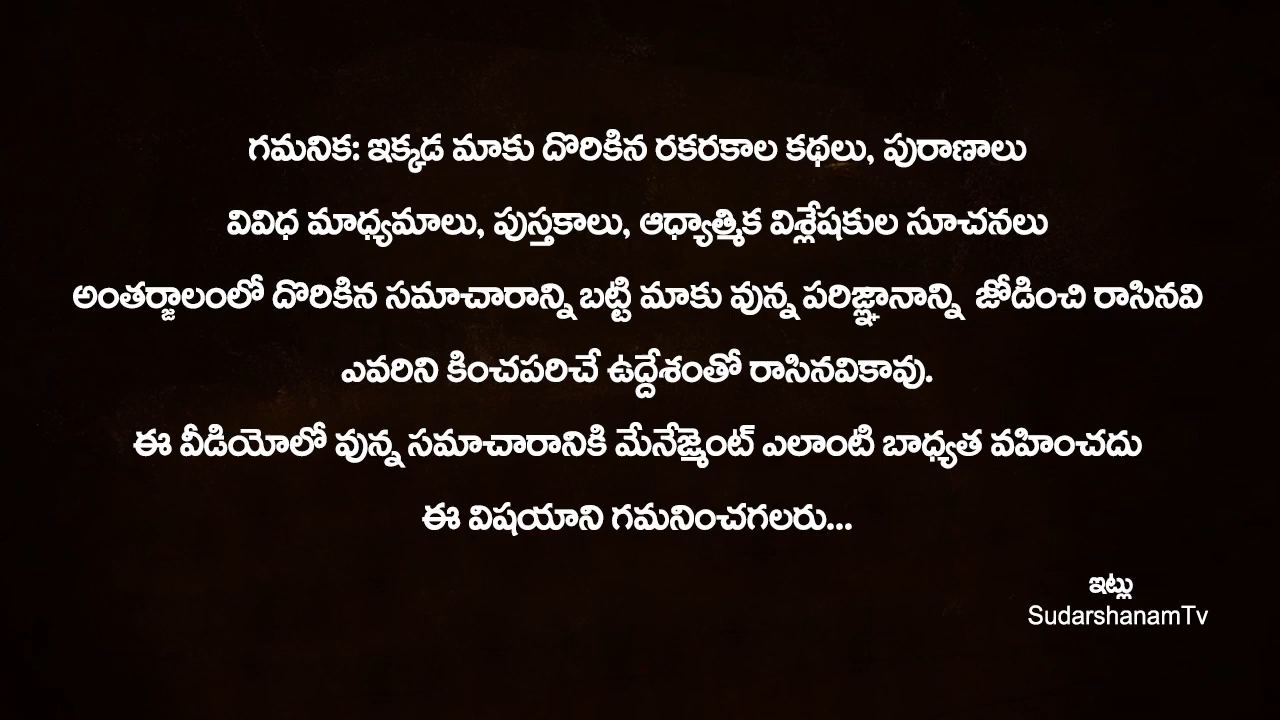 గమనిక: ఇక్కడ మాకు దొరికిన రకరకాల కథలు, పురాణాలు
వివిధ మాధ్యమాలు, పుస్తకాలు, ఆధ్యాత్మిక విశ్లేషకుల సూచనలు
అంతర్జాలంలో దొరికిన సమాచారాన్ని బట్టి మాకు వున్న పరిజ్ఞానాన్ని జోడించి రాసినవి
ఎవరిని కించపరిచే ఉద్దేశంతో రాసినవికావు.
ఈ వీడియోలో వున్న సమాచారానికి మేనేజ్మెంట్ ఎలాంటి బాధ్యత వహించదు
ఈ విషయాని గమనించగలరు...
ఇట్లు
SudarshanamTv